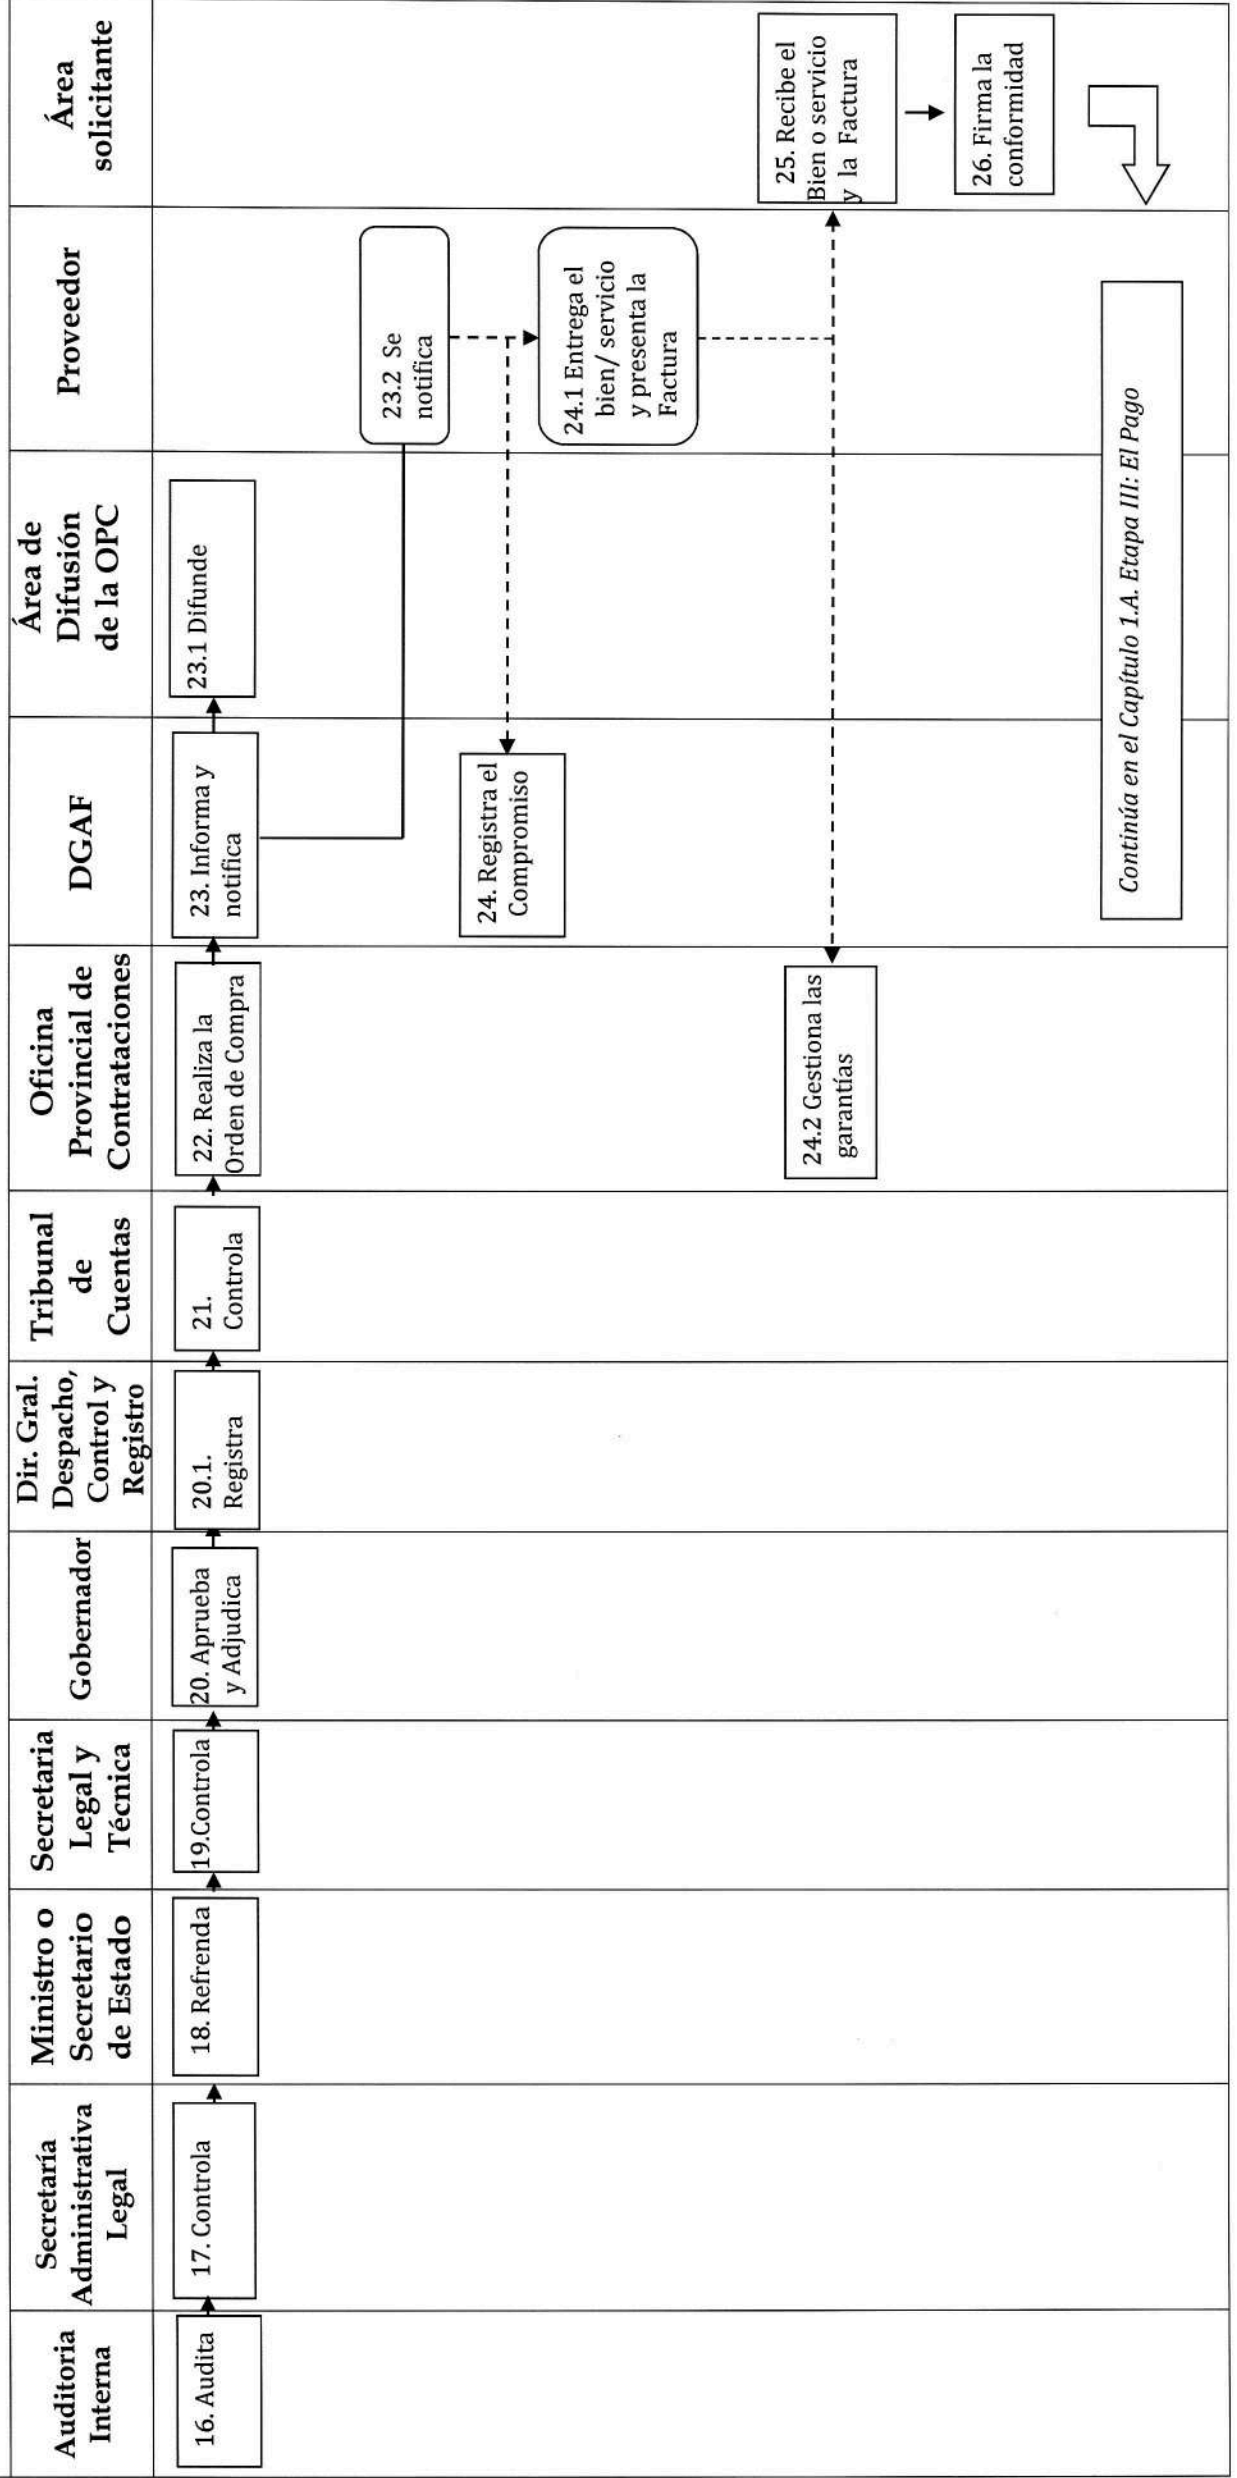 Auditoria
Interna
Secretaría
Administrativa
Legal
Ministro o
Secretario
de Estado
Secretaria
Legal y
Técnica
Gobernador
Dir. Gral.
Despacho,
Control y
Registro
Tribunal
de
Cuentas
Oficina
Provincial de
Contrataciones
DGAF
Área de
Difusión
de la OPC
Proveedor
Área
solicitante
16. Audita
17. Controla
18. Refrenda
19.Controla
20. Aprueba
y Adjudica
20.1.
Registra
21.
Controla
22. Realiza la
Orden de Compra
23. Informa y
notifica
23.1 Difunde
23.2 Se
notifica
24. Registra el
Compromiso
24.1 Entrega el
bien/ servicio
y presenta la
Factura
24.2 Gestiona las
garantías
25. Recibe el
Bien o servicio
y la Factura
26. Firma la
conformidad
Continúa en el Capítulo 1.A. Etapa III: El Pago